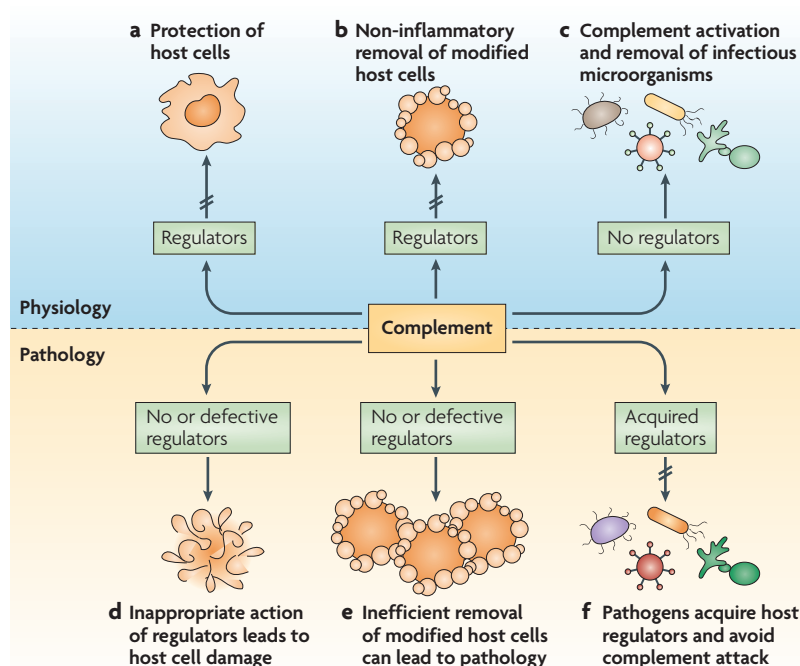 a Protection of
host cells
b Non-inflammatory
removal of modified
host cells
c Complement activation
and removal of infectious
microorganisms
Regulators
Regulators
No regulators
Physiology
Complement
Pathology
No or defective
regulators
No or defective
regulators
Acquired
regulators
d Inappropriate action
of regulators leads to
host cell damage
e Inefficient removal
of modified host cells
can lead to pathology
f Pathogens acquire host
regulators and avoid
complement attack